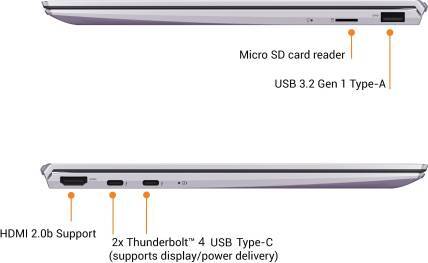 Micro SD card reader
USB 3.2 Gen 1 Type-A
HDMI 2.0b Support
2x Thunderbolt™ 4 USB Type-C
(supports display/power delivery)